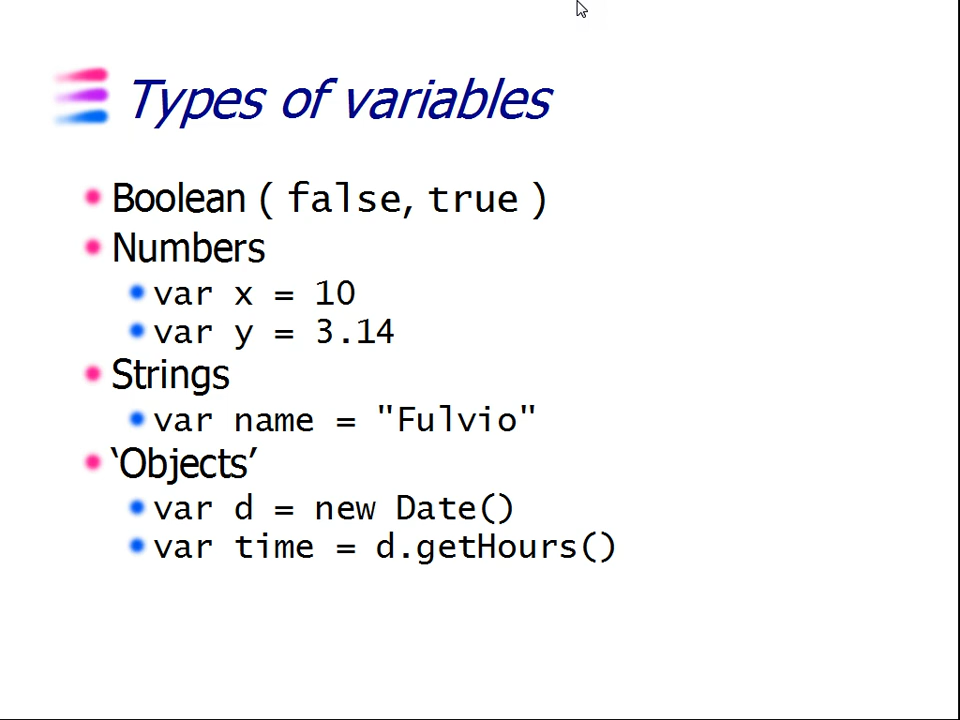 Types of variables
Boolean ( false, true )
Numbers
var x = 10
var y = 3.14
Strings
var name = "Fulvio"
‘Objects’
var d = new Date()
var time = d.getHours()